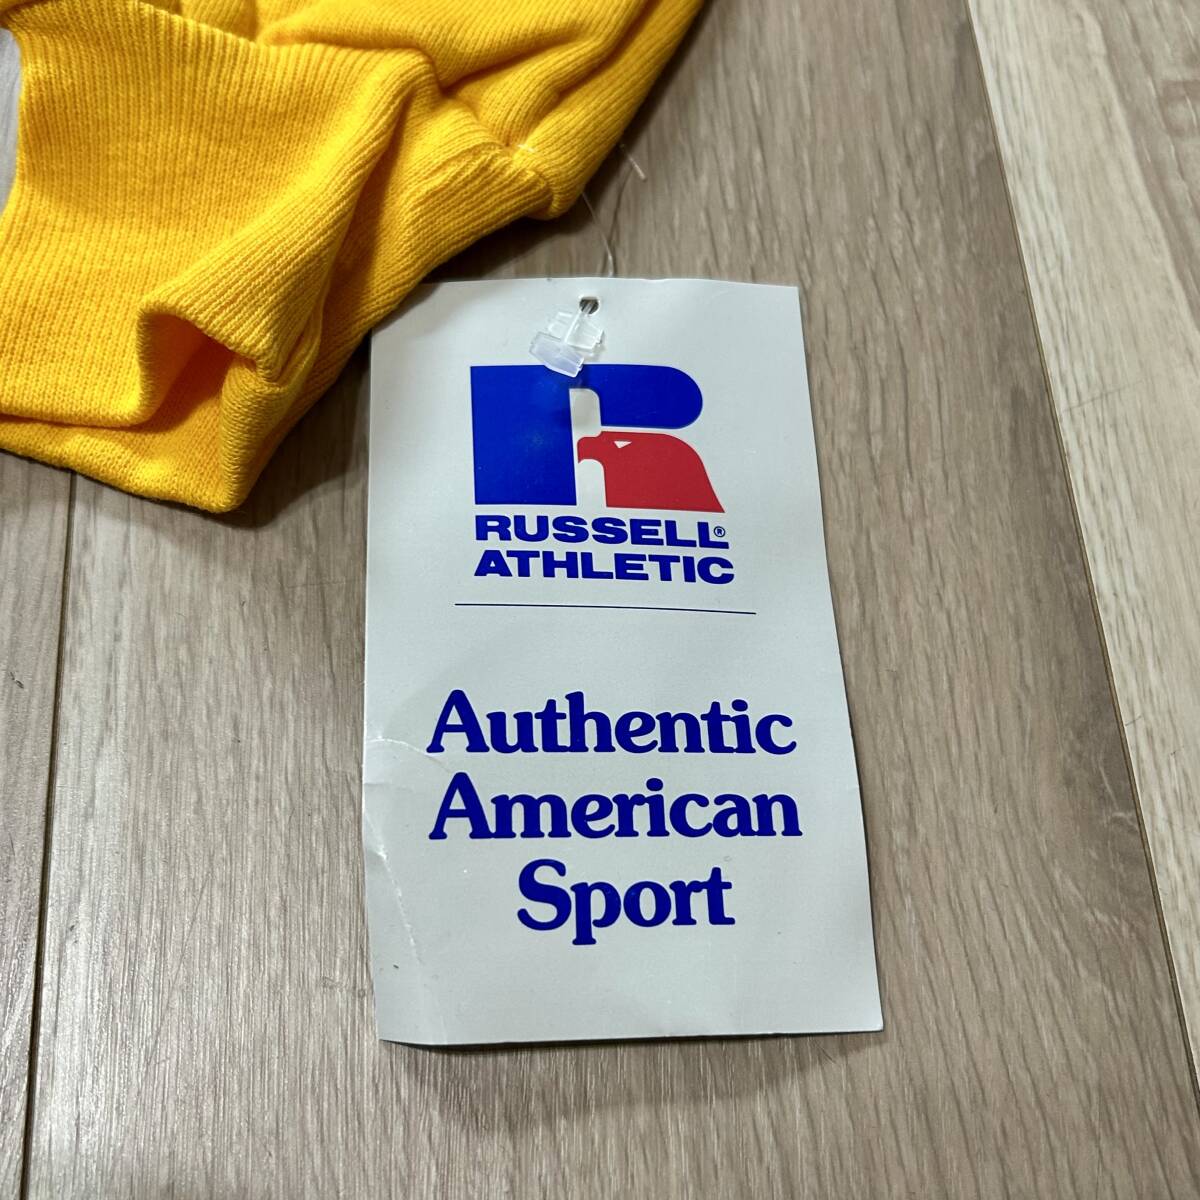 RUSSELL®
ATHLETIC
Authentic
American
Sport